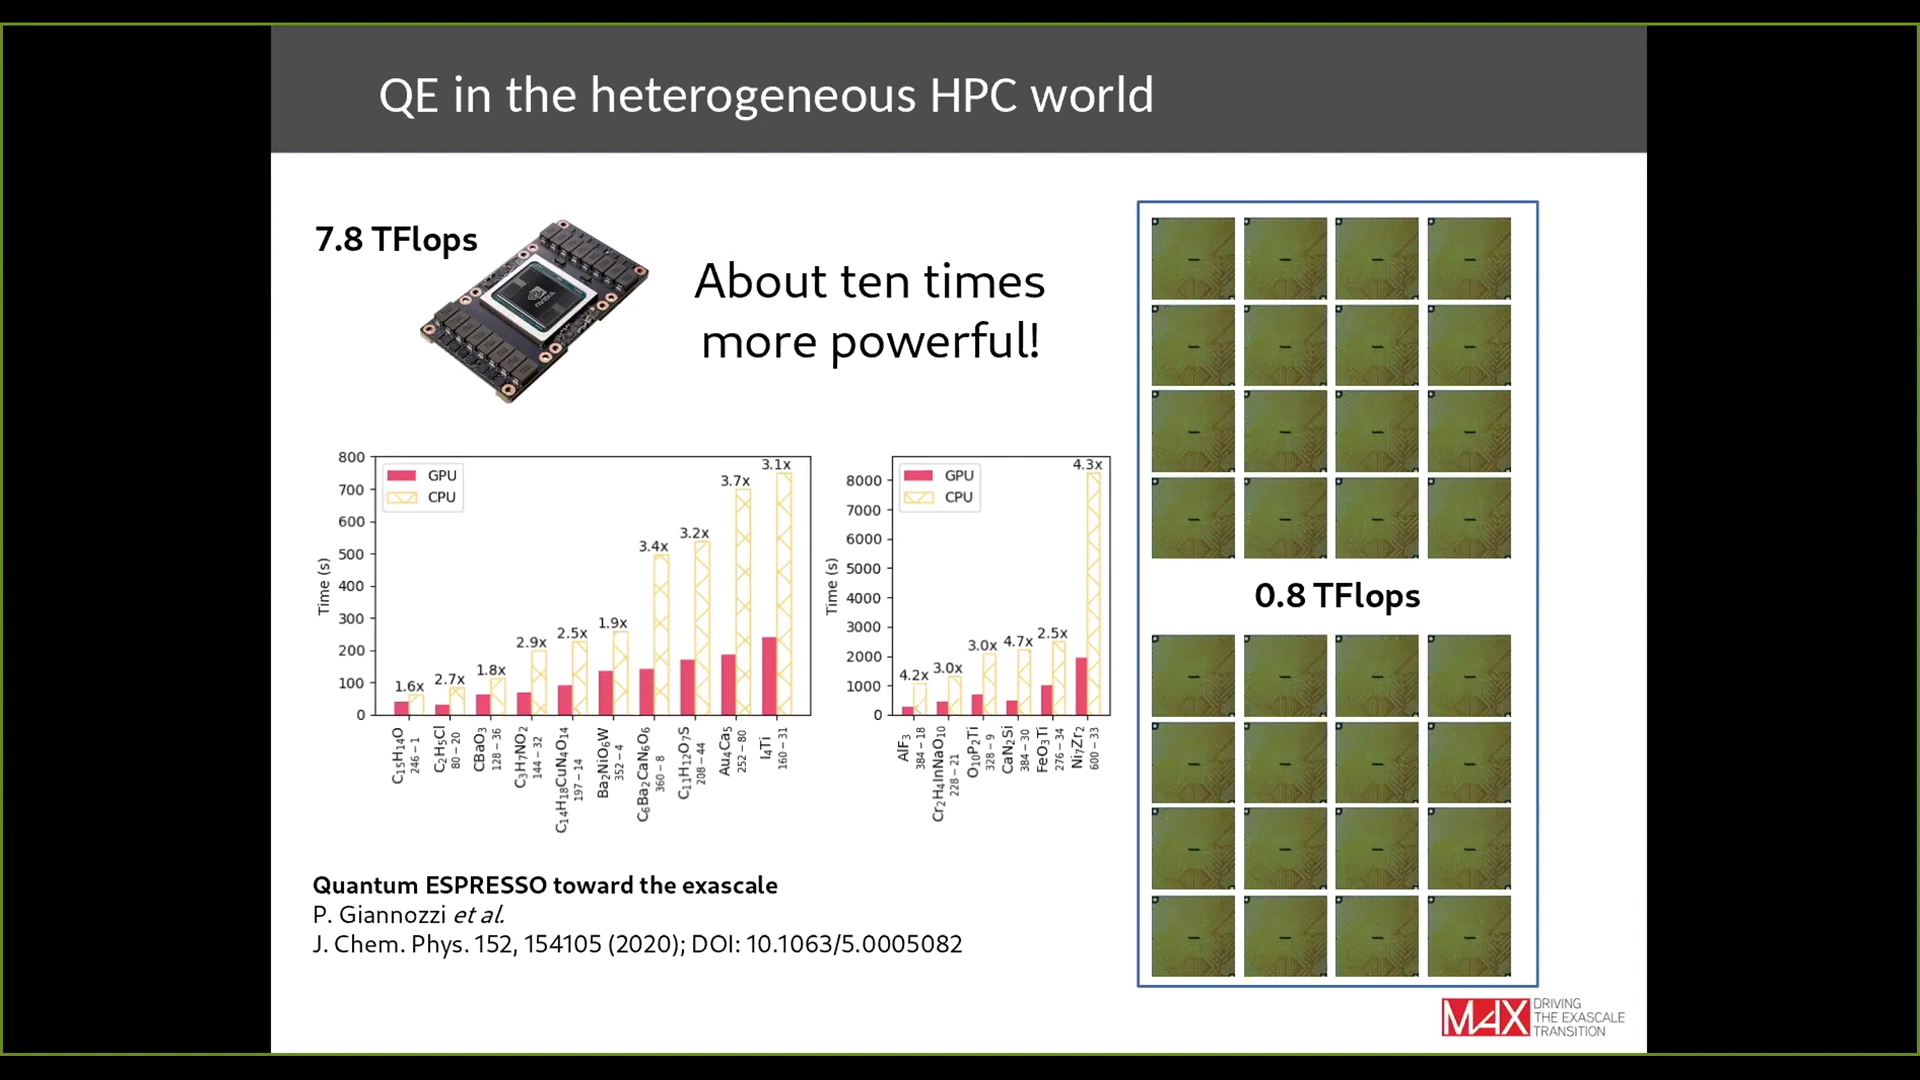 QE in the heterogeneous HPC world
7.8 TFlops
NVIDIA
About ten times
more powerful!
800
700
600
500
400
300
200
100
0
Time (s)
GPU
CPU
1.6x
2.7x
1.8x
2.9x
2.5x
1.9x
3.4x
3.2x
3.7x
3.1x
C₁₅H₁₄O
246 − 1
C₂H₅Cl
80 − 20
CBaO₃
128 − 36
C₃H₇NO₂
144 − 32
C₁₄H₁₈CuN₄O₁₄
197 − 14
Ba₂NiO₆W
352 − 4
C₆Ba₂CaN₆O₆
360 − 8
C₁₁H₁₂O₇S
208 − 44
Au₄Ca₅
252 − 80
I₄Ti
160 − 31
8000
7000
6000
5000
4000
3000
2000
1000
0
Time (s)
GPU
CPU
4.2x
3.0x
3.0x
4.7x
2.5x
4.3x
AlF₃
384 − 18
Cr₂H₄InNaO₁₀
228 − 21
O₁₀P₂Ti
328 − 9
CaN₂Si
384 − 30
FeO₃Ti
276 − 34
Ni₇Zr₂
600 − 33
0.8 TFlops
Quantum ESPRESSO toward the exascale
P. Giannozzi et al.
J. Chem. Phys. 152, 154105 (2020); DOI: 10.1063/5.0005082
MAX
DRIVING
THE EXASCALE
TRANSITION